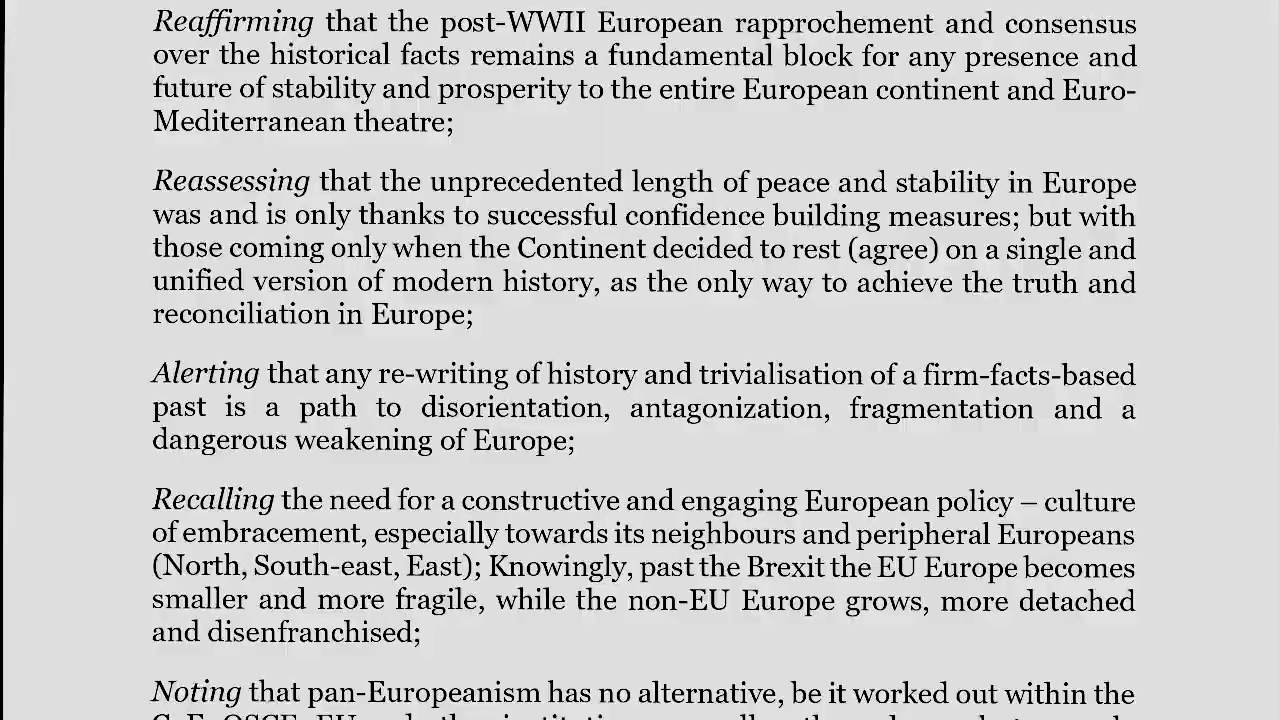 Reaffirming that the post-WWII European rapprochement and consensus
over the historical facts remains a fundamental block for any presence and
future of stability and prosperity to the entire European continent and Euro-
Mediterranean theatre;
Reassessing that the unprecedented length of peace and stability in Europe
was and is only thanks to successful confidence building measures; but with
those coming only when the Continent decided to rest (agree) on a single and
unified version of modern history, as the only way to achieve the truth and
reconciliation in Europe;
Alerting that any re-writing of history and trivialisation of a firm-facts-based
past is a path to disorientation, antagonization, fragmentation and a
dangerous weakening of Europe;
Recalling the need for a constructive and engaging European policy – culture
of embracement, especially towards its neighbours and peripheral Europeans
(North, South-east, East); Knowingly, past the Brexit the EU Europe becomes
smaller and more fragile, while the non-EU Europe grows, more detached
and disenfranchised;
Noting that pan-Europeanism has no alternative, be it worked out within the